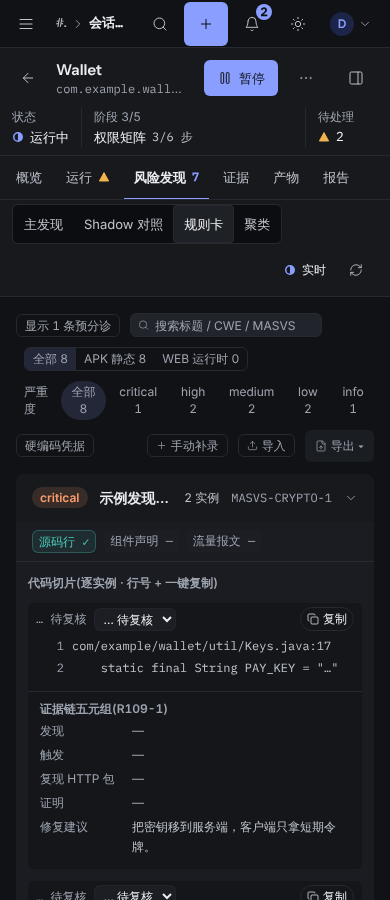 #. 会话…
2
D
Wallet
com.example.wall…
暂停
状态
运行中
阶段 3/5
权限矩阵 3/6 步
待处理
2
概览 运行 风险发现 7 证据 产物 报告
主发现 Shadow 对照 规则卡 聚类
实时
显示 1 条预分诊
搜索标题 / CWE / MASVS
全部 8 APK 静态 8 WEB 运行时 0
严重度 全部 8 critical 1 high 2 medium 2 low 2 info 1
硬编码凭据 手动补录 导入 导出
critical 示例发现… 2 实例 MASVS-CRYPTO-1
源码行 ✓ 组件声明 — 流量报文 —
代码切片(逐实例 · 行号 + 一键复制)
… 待复核 … 待复核 复制
1 com/example/wallet/util/Keys.java:17
2 static final String PAY_KEY = "…"
证据链五元组(R109-1)
发现 —
触发 —
复现 HTTP 包 —
证明 —
修复建议 把密钥移到服务端，客户端只拿短期令
牌。
… 待复核 … 待复核 复制